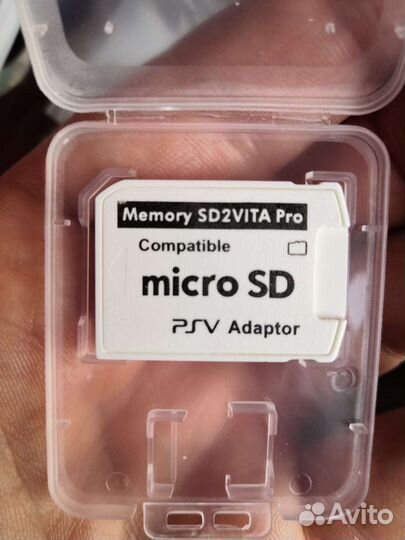 Memory SD2VITA Pro
Compatible
micro SD
PSV Adaptor
Avito